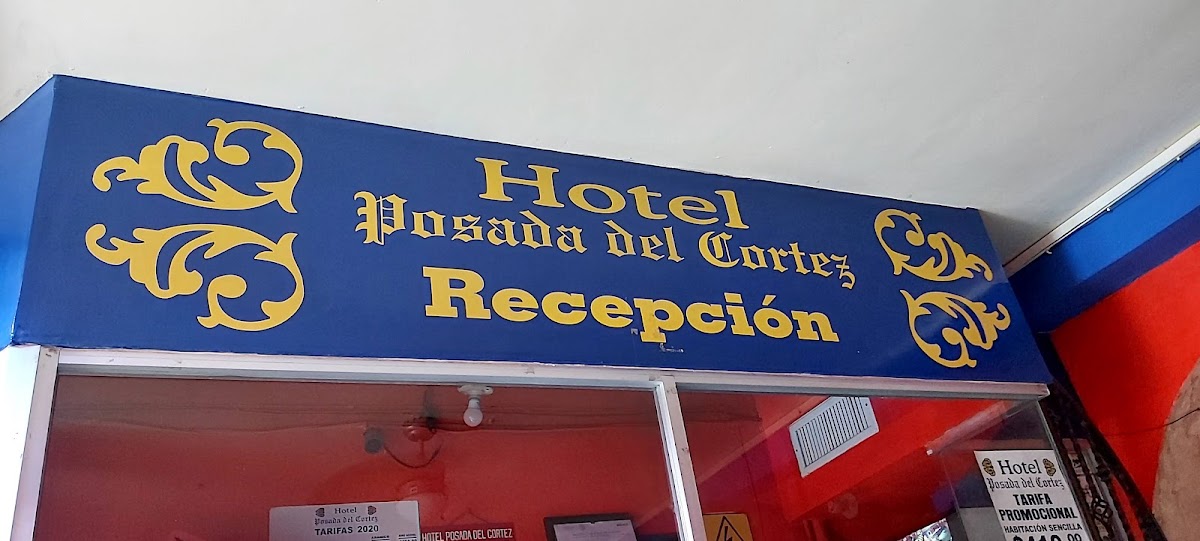 Hotel
Posada del Cortez
Recepción
Hotel
Posada del Cortez
TARIFAS 2020
HOTEL POSADA DEL CORTEZ
Hotel
Posada del Cortez
TARIFA
PROMOCIONAL
HABITACIÓN SENCILLA